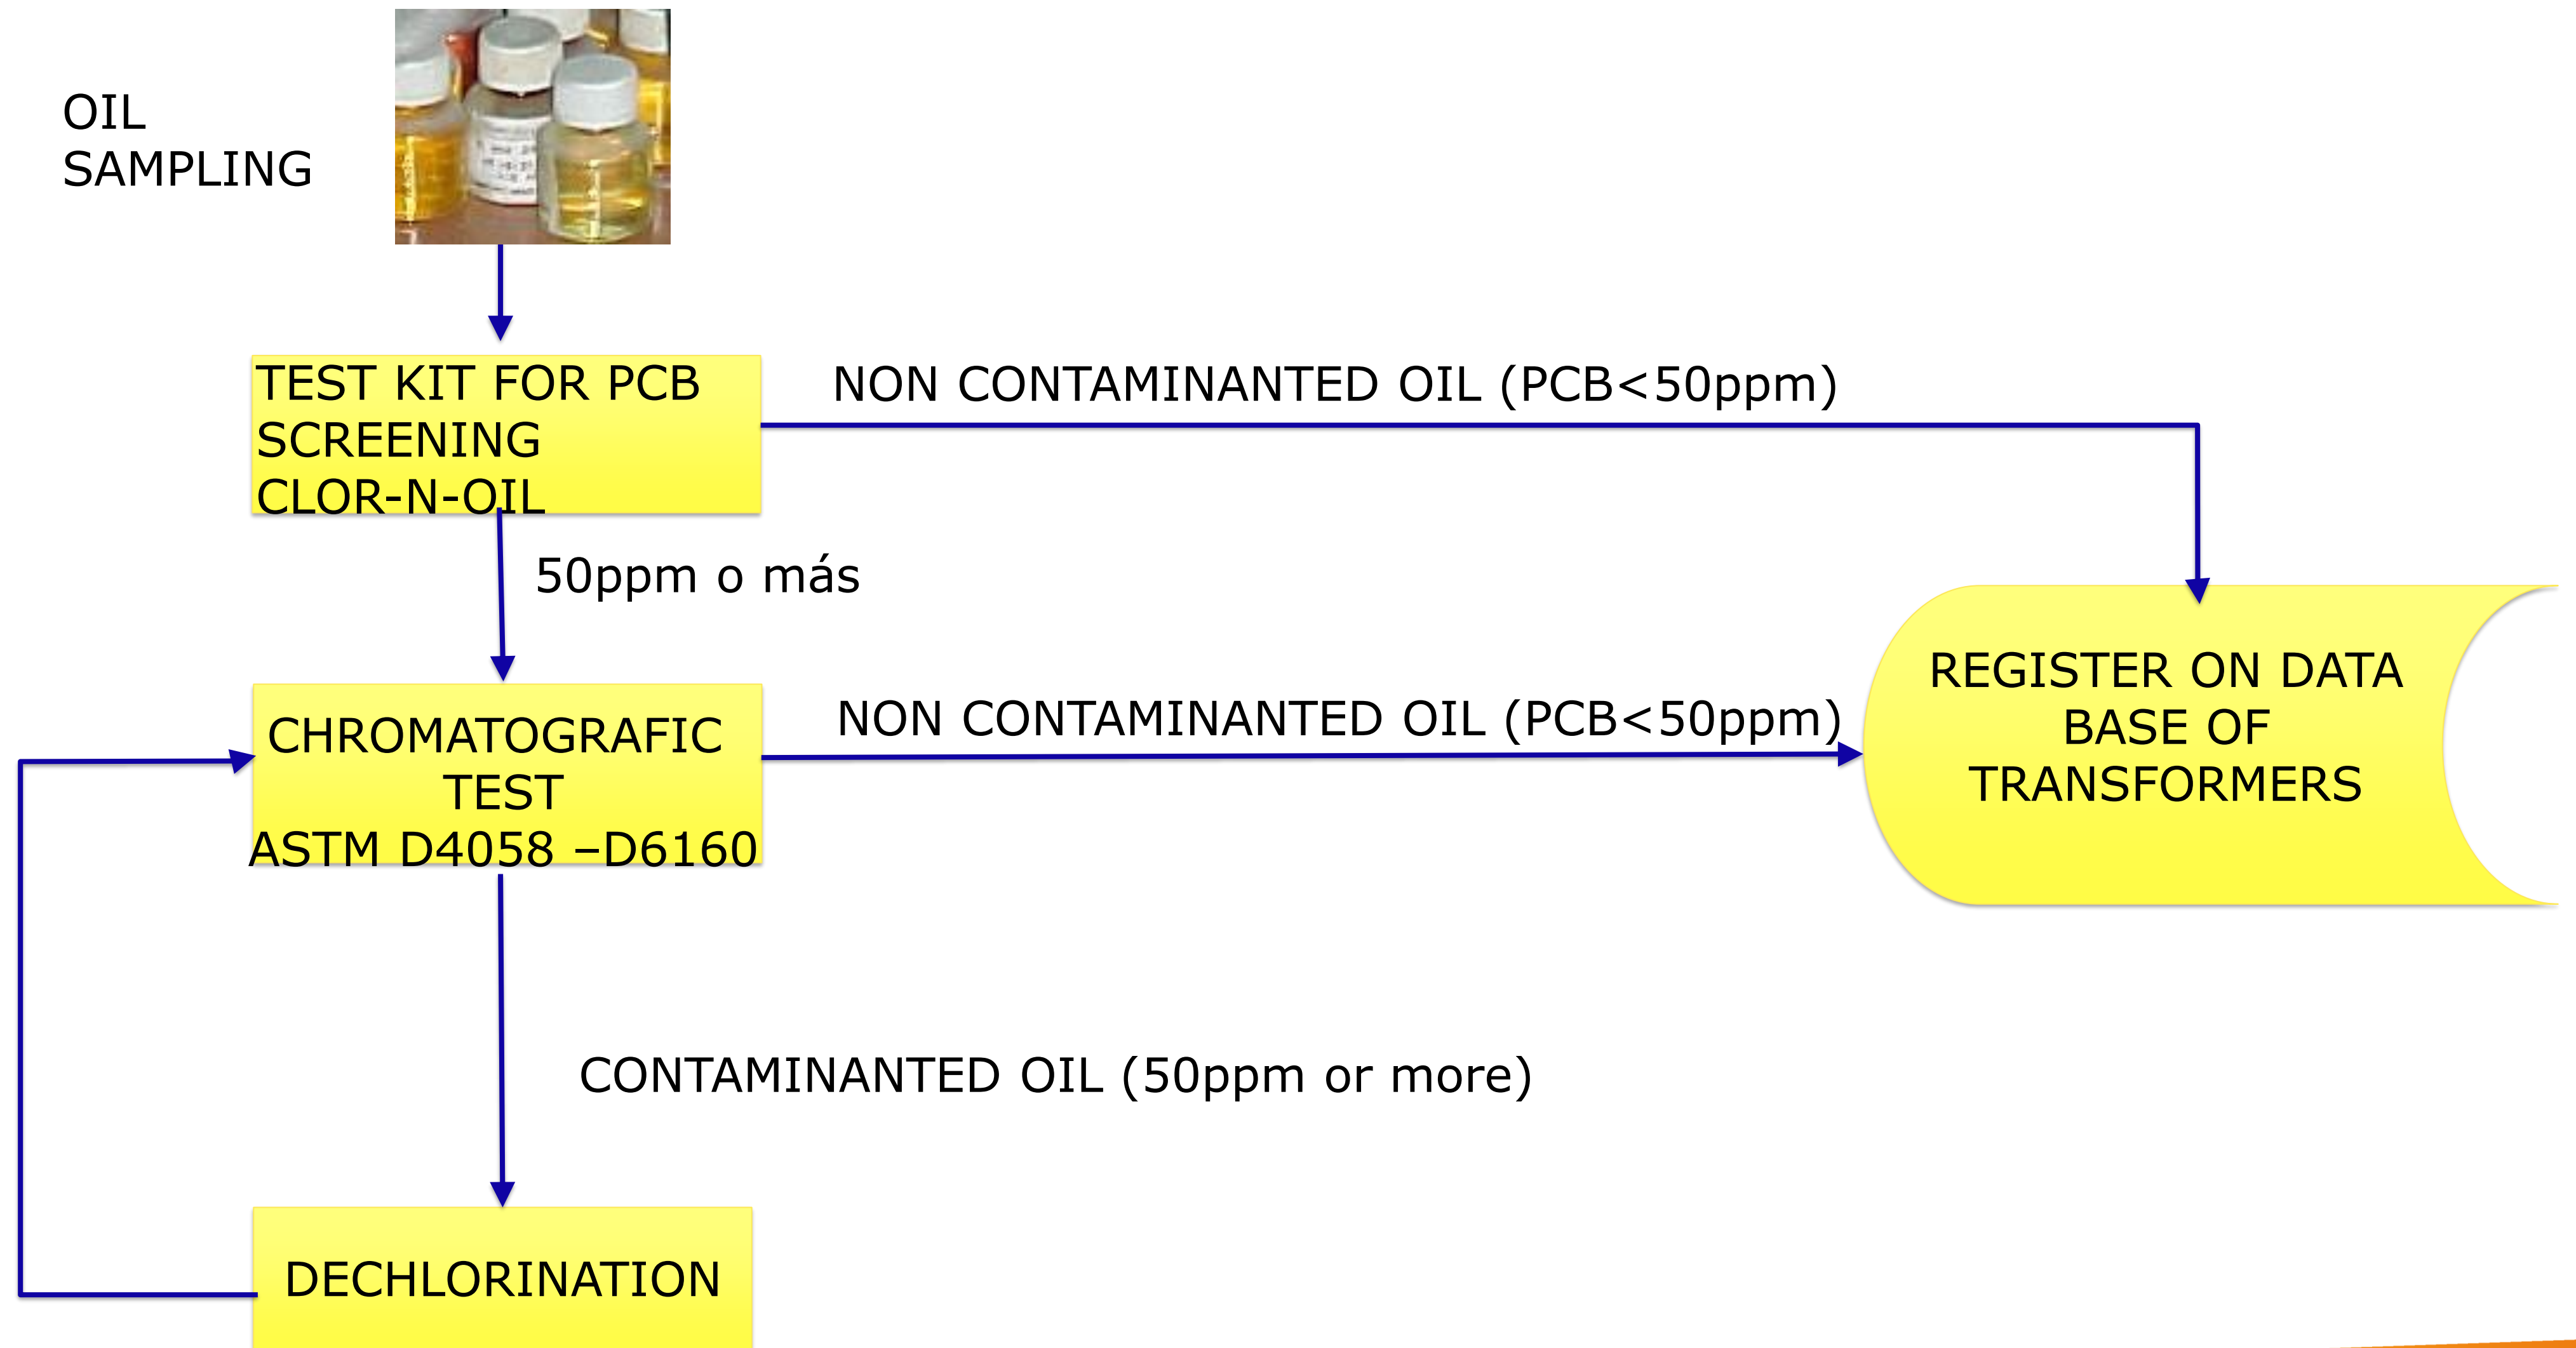 OIL
SAMPLING
TEST KIT FOR PCB
SCREENING
CLOR-N-OIL
NON CONTAMINANTED OIL (PCB<50ppm)
50ppm o más
CHROMATOGRAFIC
TEST
ASTM D4058 –D6160
NON CONTAMINANTED OIL (PCB<50ppm)
REGISTER ON DATA
BASE OF
TRANSFORMERS
CONTAMINANTED OIL (50ppm or more)
DECHLORINATION